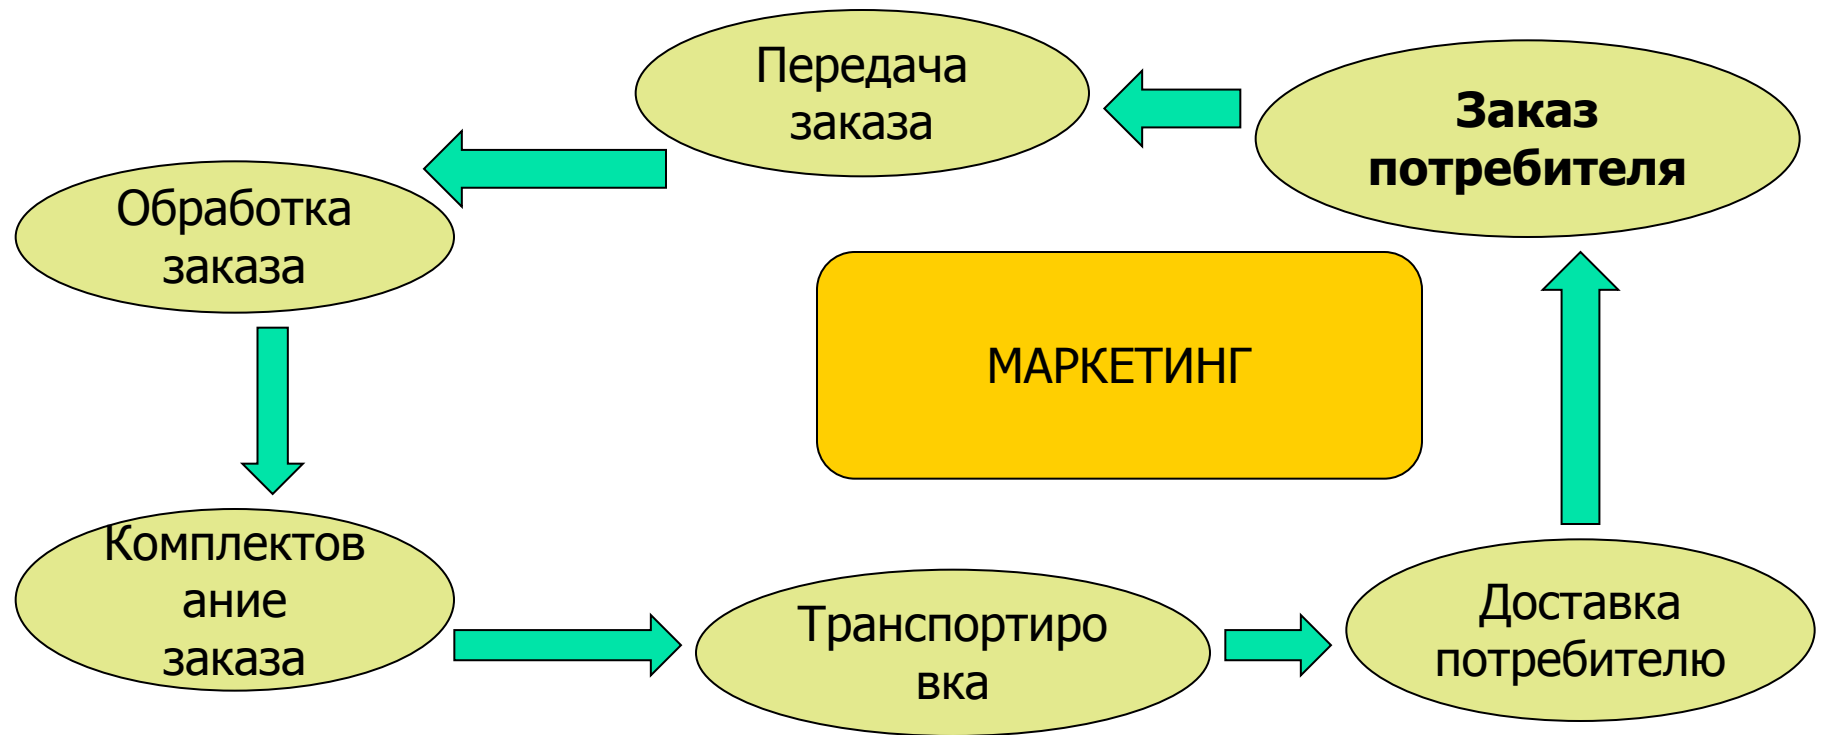 Передача
заказа
Заказ
потребителя
Обработка
заказа
МАРКЕТИНГ
Комплектов
ание
заказа
Транспортиро
вка
Доставка
потребителю